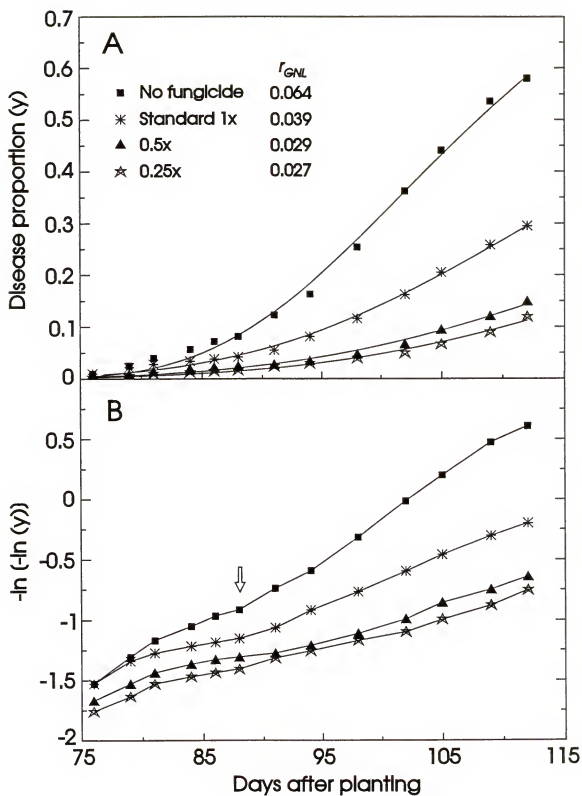 0.7
A
r GNL
0.6
No fungicide 0.064
Standard 1x 0.039
0.5
0.5x 0.029
0.25x 0.027
0.4
Disease proportion (y)
0.3
0.2
0.1
0
B
0.5
0
-0.5
-ln {-ln (y)}
-1
-1.5
-2
75 85 95 105 115
Days after planting